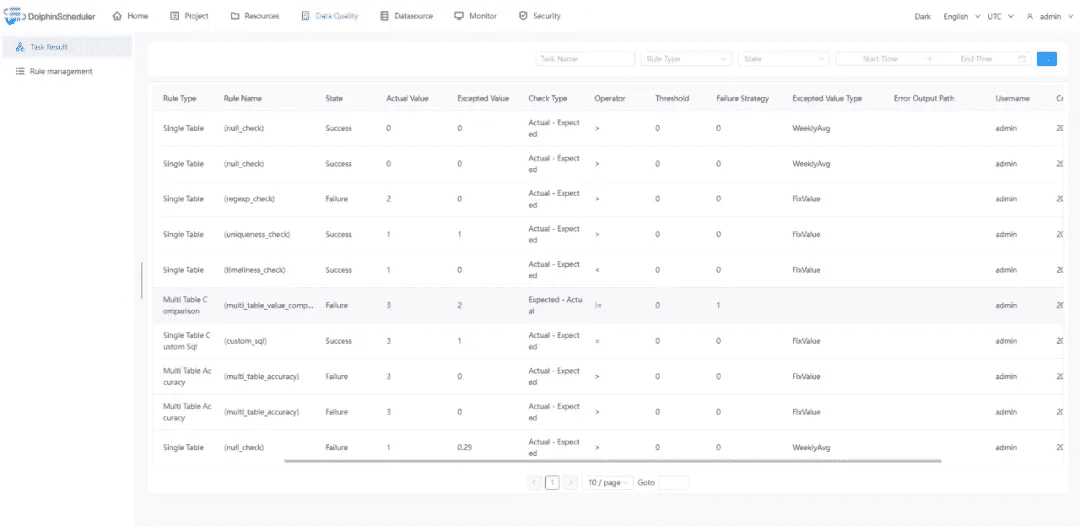 DolphinScheduler Home Project Resources Data Quality Datasource Monitor Security Dark English UTC admin
Task Result
Rule management
Task Name Rule Type State Start Time End Time
Rule Type Rule Name State Actual Value Excepted Value Check Type Operator Threshold Failure Strategy Excepted Value Type Error Output Path Username Cr
Single Table (null_check) Success 0 0 Actual - Expected > 0 0 WeeklyAvg admin 20
Single Table (null_check) Success 0 0 Actual - Expected > 0 0 WeeklyAvg admin 20
Single Table (regexp_check) Failure 2 0 Actual - Expected > 0 0 FixValue admin 20
Single Table (uniqueness_check) Success 1 1 Actual - Expected > 0 0 FixValue admin 20
Single Table (timeliness_check) Success 1 0 Actual - Expected < 0 0 FixValue admin 20
Multi Table Comparison (multi_table_value_comp... Failure 3 2 Expected - Actual != 0 1 admin 20
Single Table Custom Sql (custom_sql) Success 3 1 Actual - Expected 0 0 FixValue admin 20
Multi Table Accuracy (multi_table_accuracy) Failure 3 0 Actual - Expected > 0 0 FixValue admin 20
Multi Table Accuracy (multi_table_accuracy) Failure 3 0 Actual - Expected > 0 0 FixValue admin 20
Single Table (null_check) Failure 1 0.29 Actual - Expected > 0 0 WeeklyAvg admin 20
< 1 > 10 / page Goto